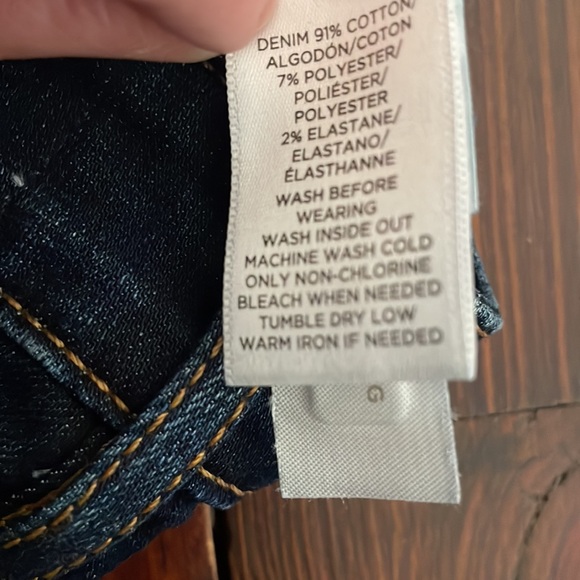 DENIM 91% COTTON/
ALGODÓN/COTON
7% POLYESTER/
POLIÉSTER/
POLYESTER
2% ELASTANE/
ELASTANO/
ÉLASTHANNE
WASH BEFORE
WEARING
WASH INSIDE OUT
MACHINE WASH COLD
ONLY NON-CHLORINE
BLEACH WHEN NEEDED
TUMBLE DRY LOW
WARM IRON IF NEEDED
G